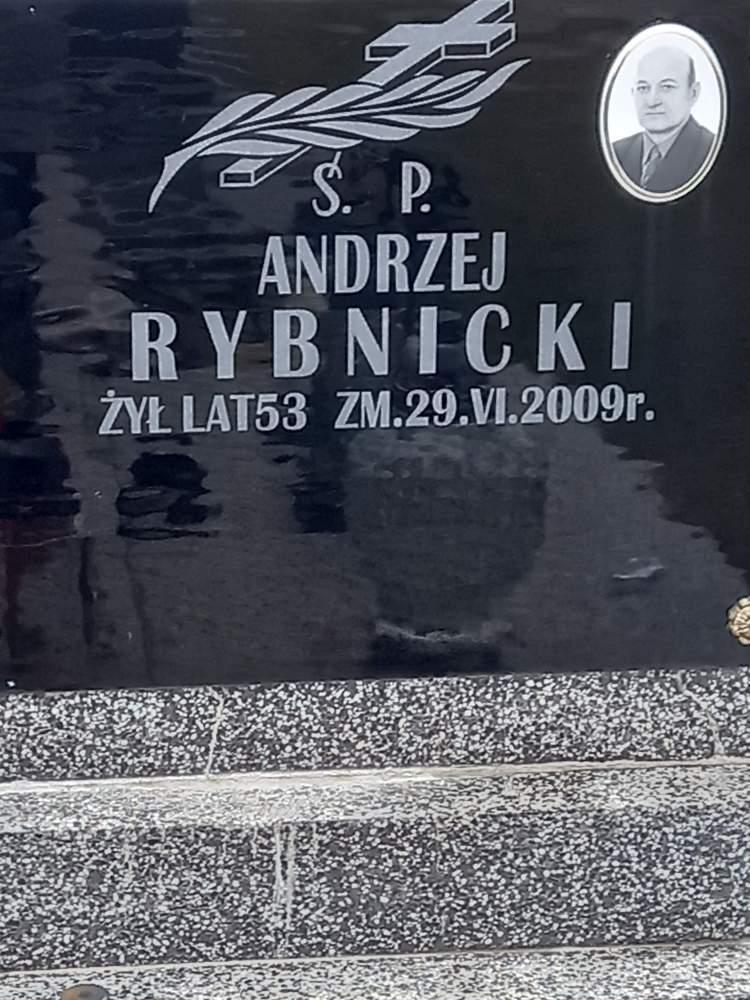 Ś. P.
ANDRZEJ
RYBNICKI
ŻYŁ LAT53 ZM.29.VI.2009r.